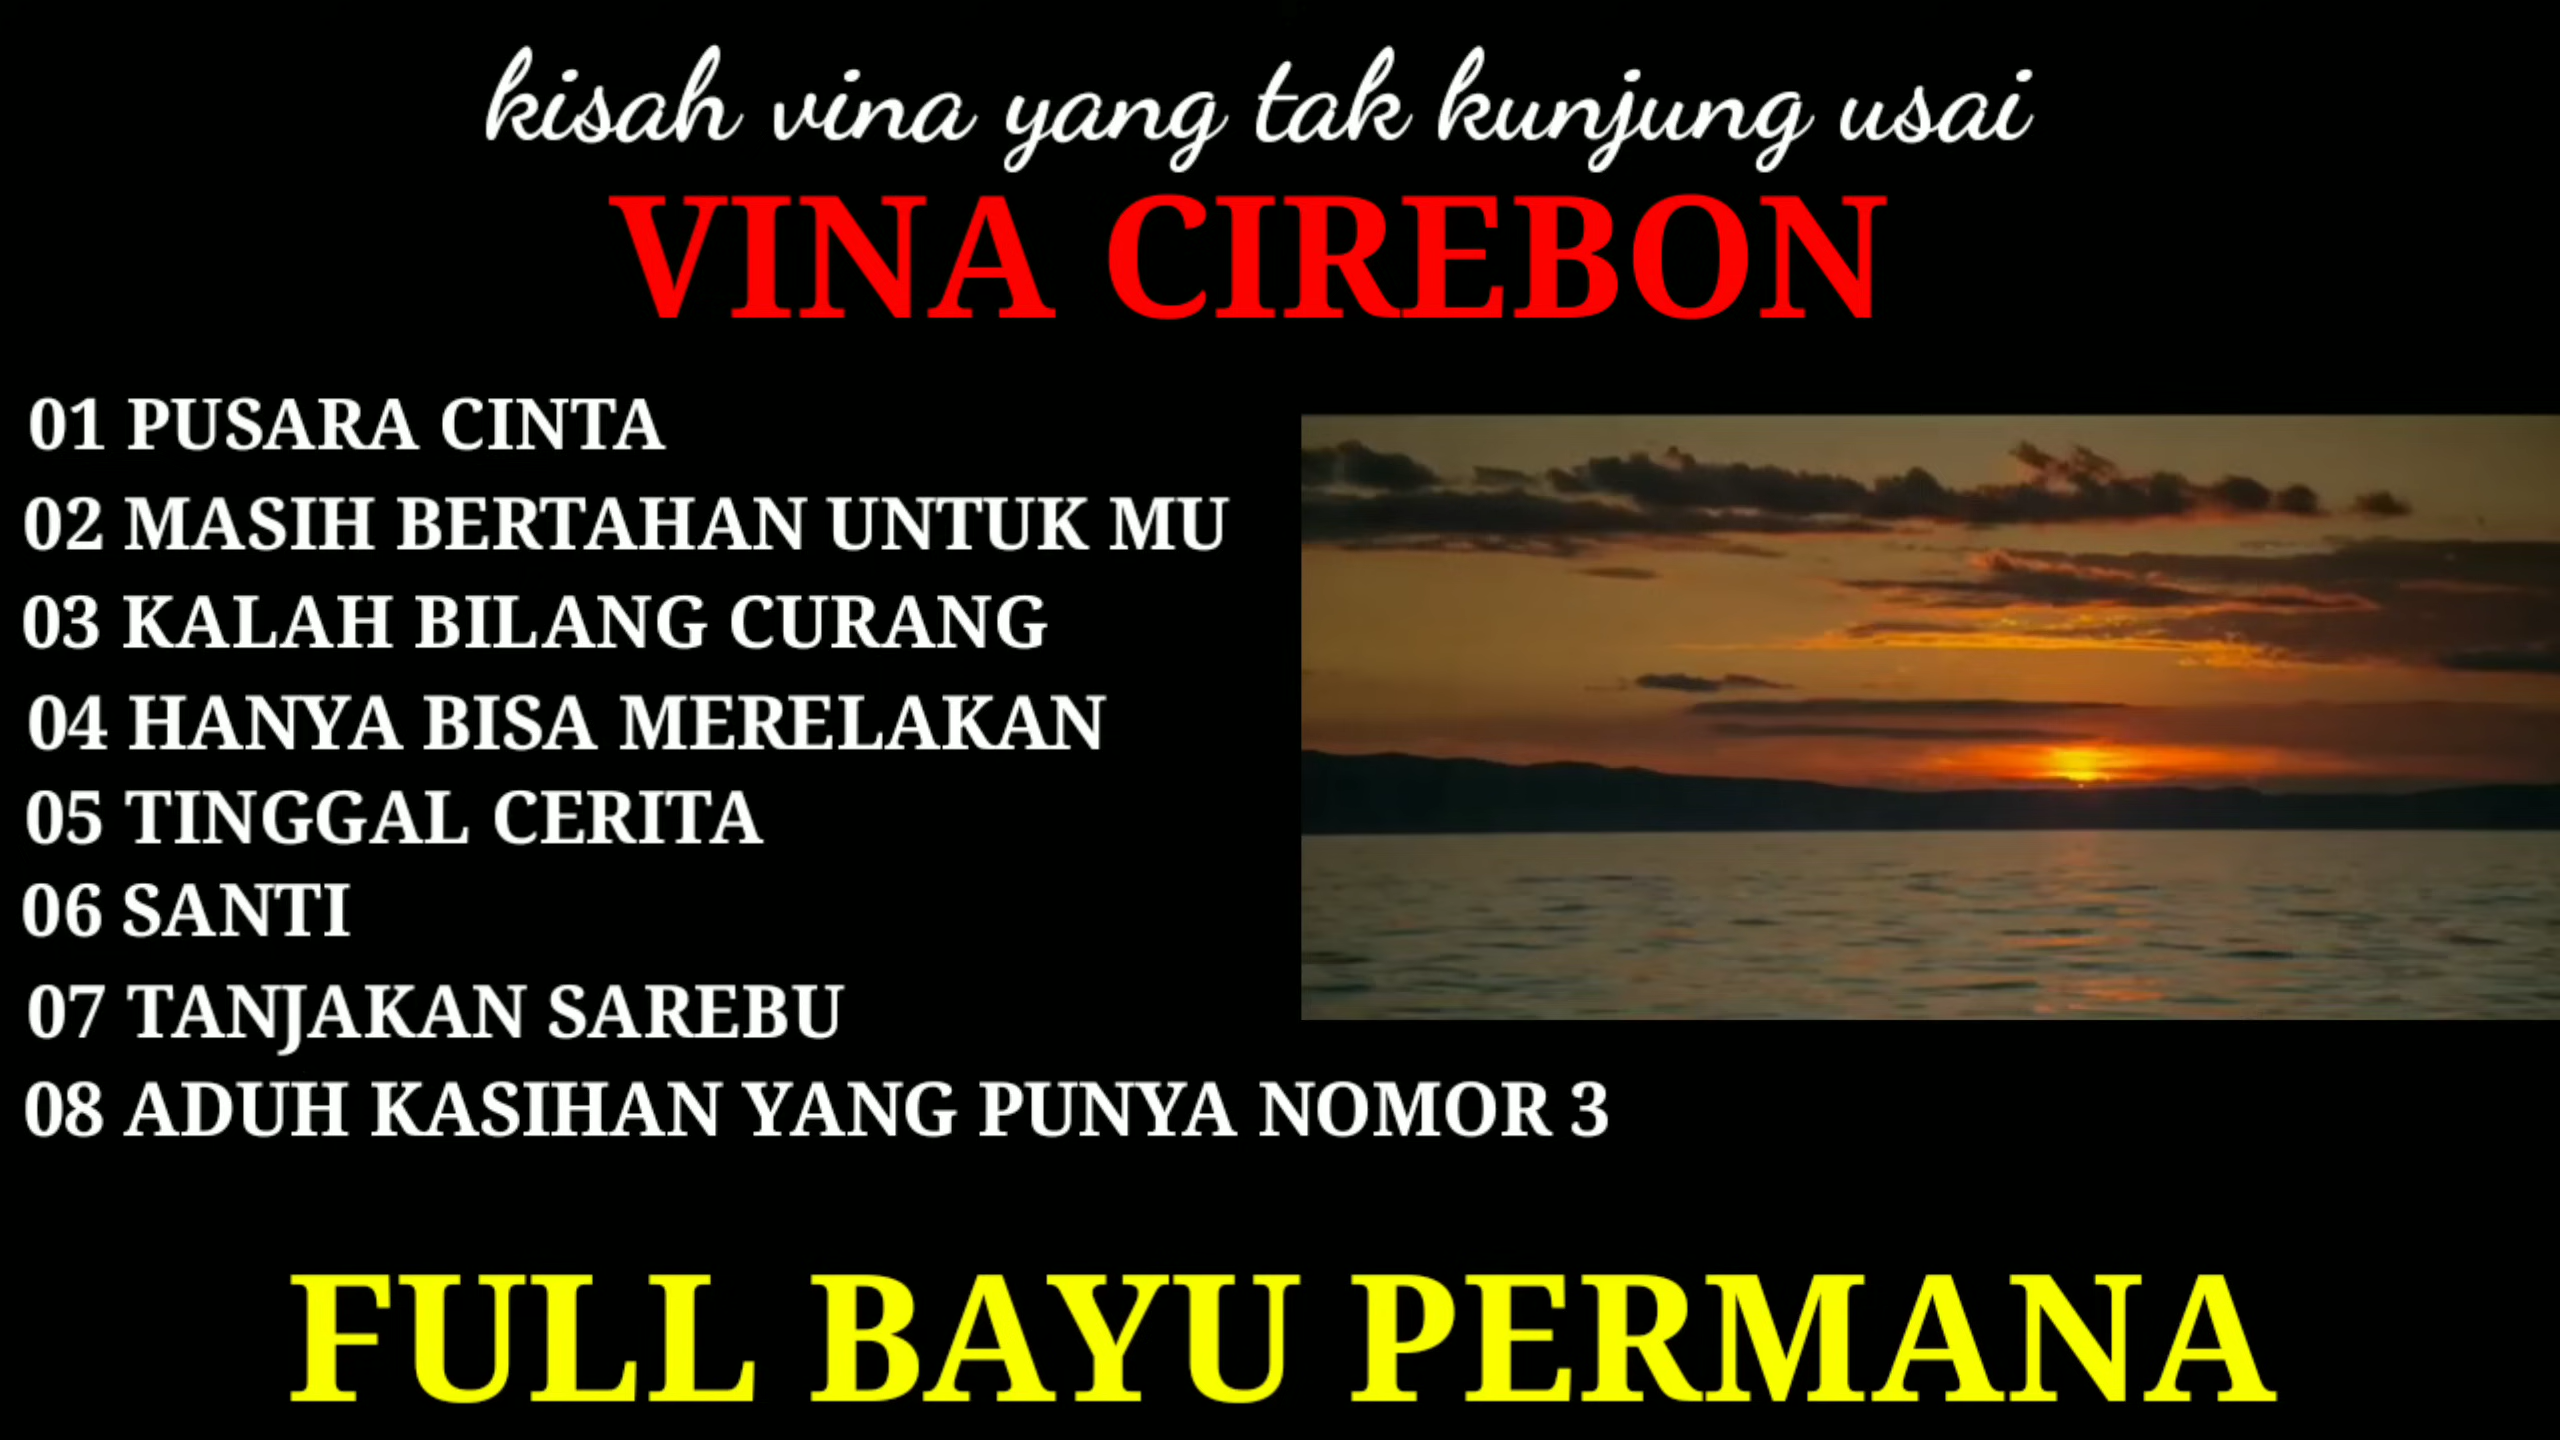 kisah vina yang tak kunjung usai
VINA CIREBON
01 PUSARA CINTA
02 MASIH BERTAHAN UNTUK MU
03 KALAH BILANG CURANG
04 HANYA BISA MERELAKAN
05 TINGGAL CERITA
06 SANTI
07 TANJAKAN SAREBU
08 ADUH KASIHAN YANG PUNYA NOMOR 3
FULL BAYU PERMANA